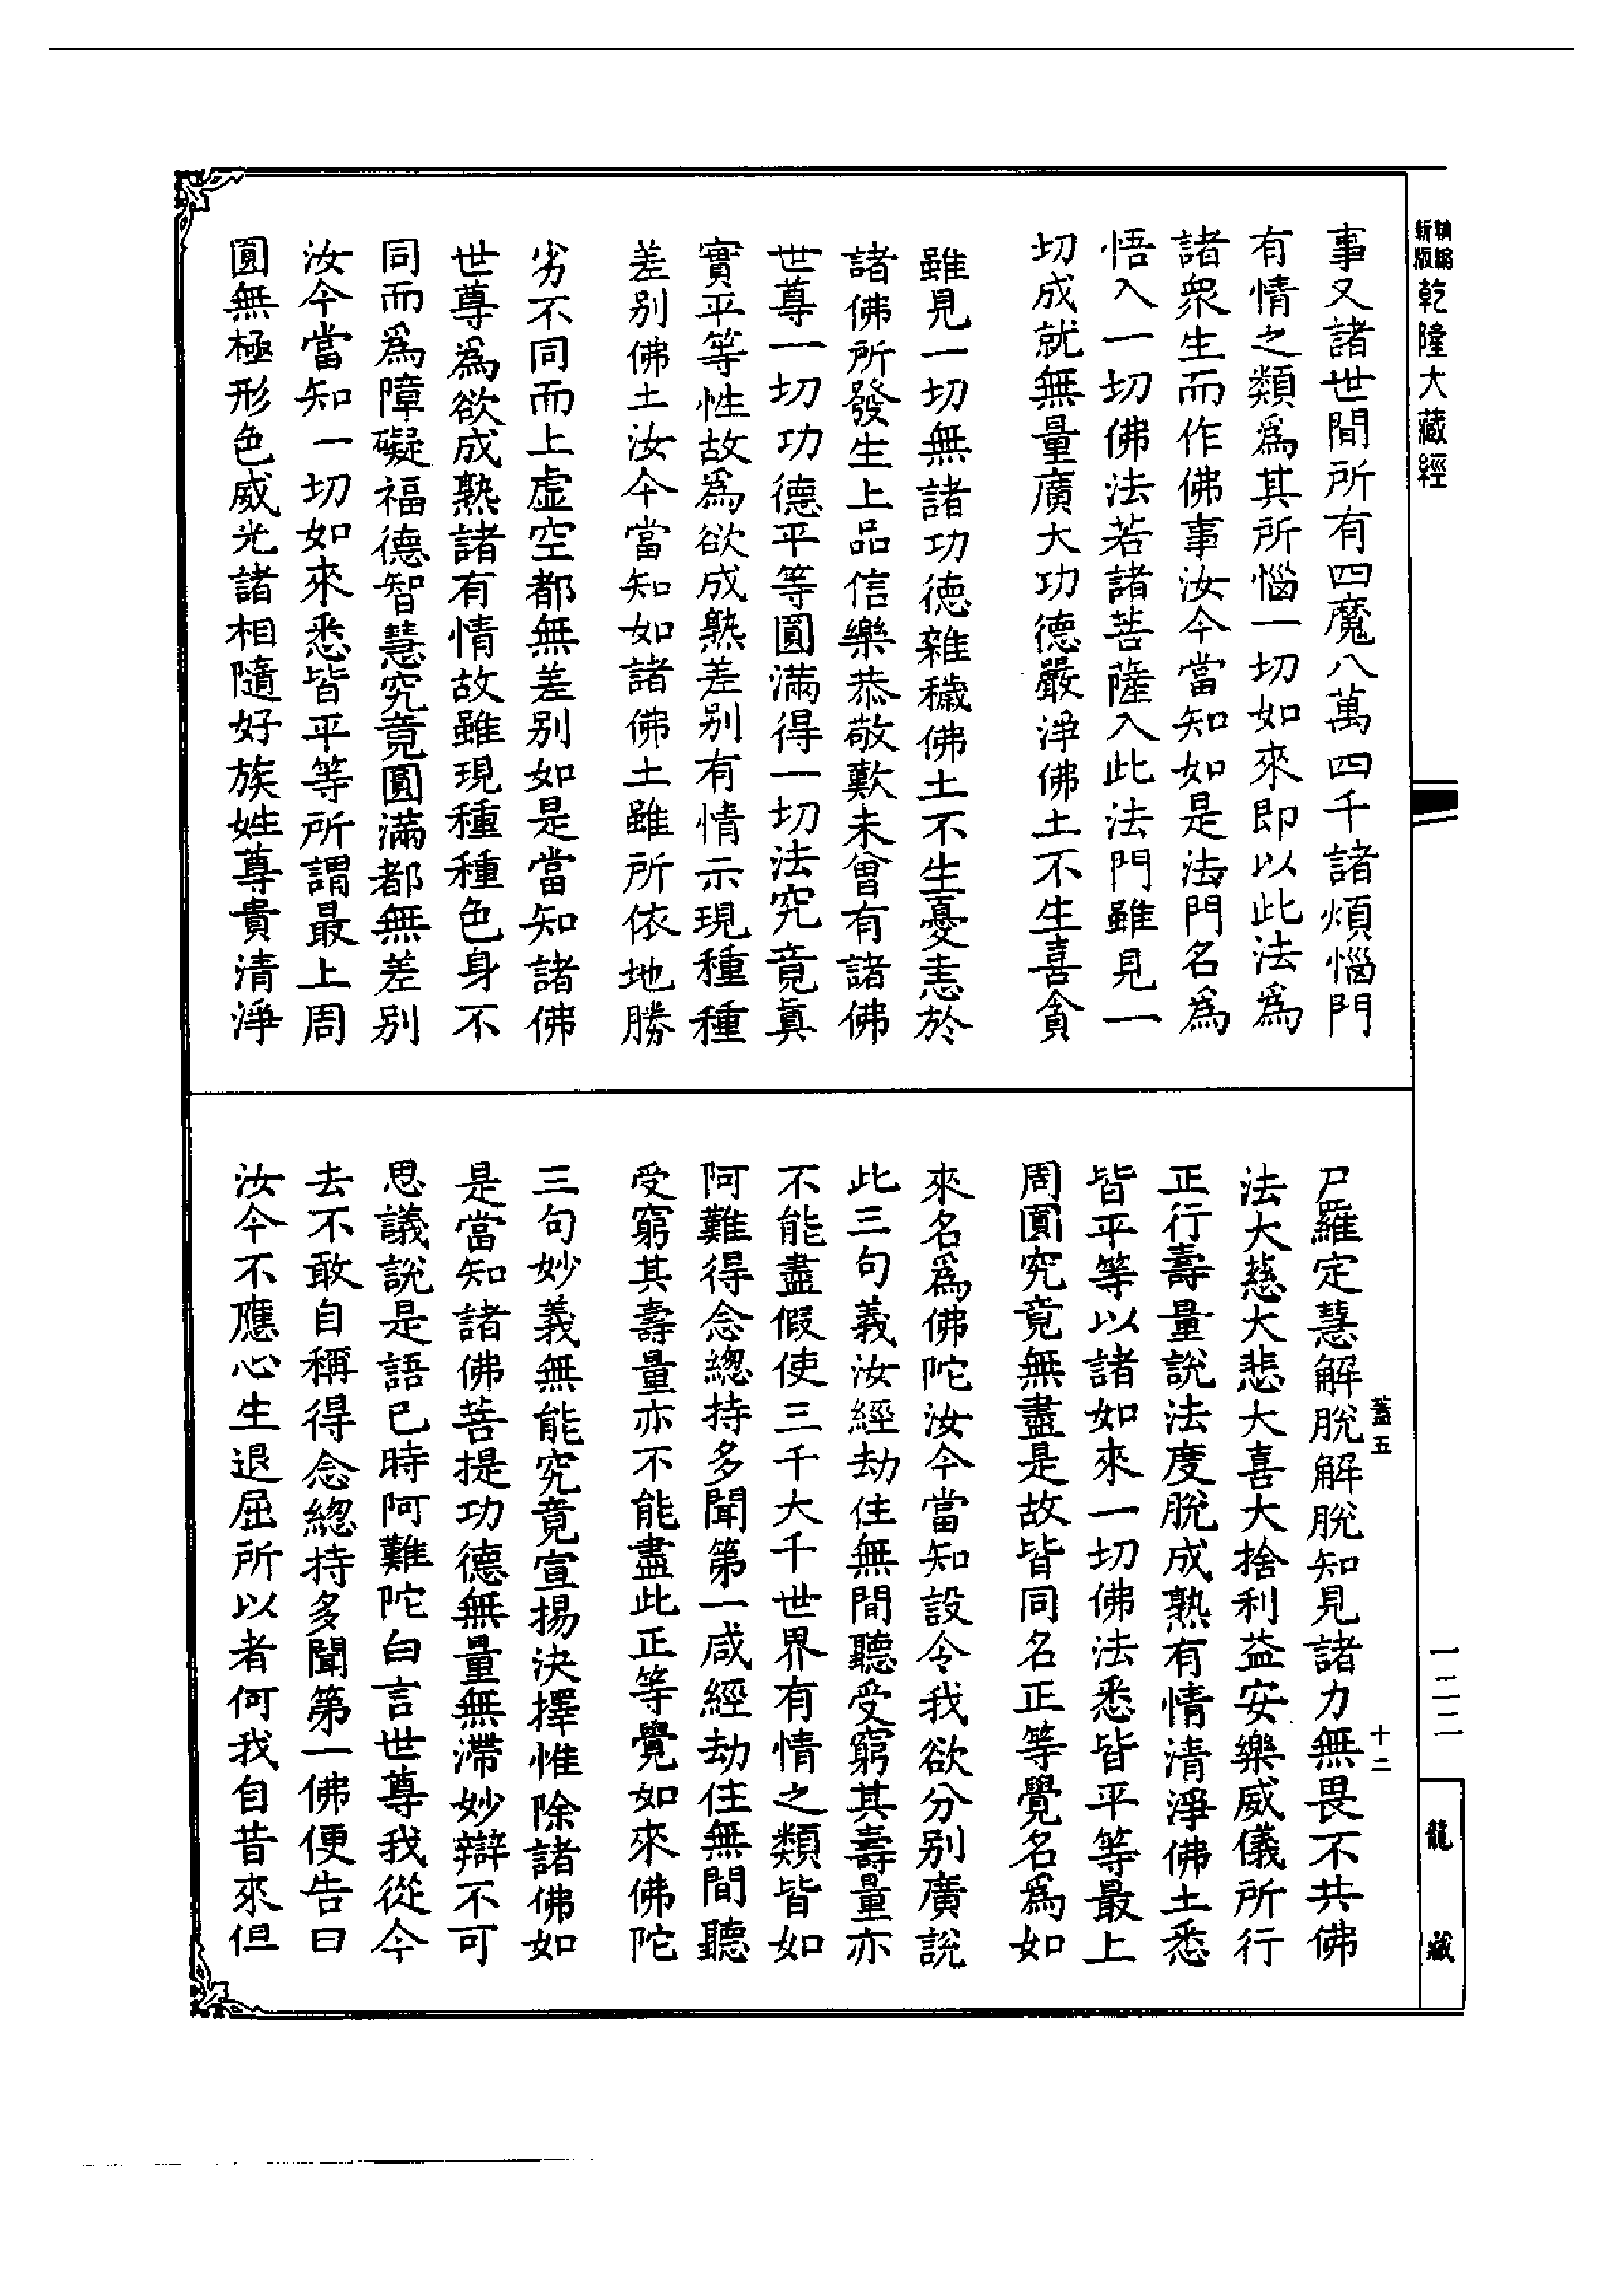 新版精編乾隆大藏經
事又諸世間所有四魔八萬四千諸煩惱門
有情之類爲其所惱一切如來即以此法爲
諸衆生而作佛事汝今當知如是法門名爲
悟入一切佛法若諸菩薩入此法門雖見一
切成就無量廣大功德嚴淨佛土不生喜貪
雖見一切無諸功德雜穢佛土不生憂恚於
諸佛所發生上品信樂恭敬歎未曾有諸佛
世尊一切功德平等圓滿得一切法究竟真
實平等性故爲欲成熟差别有情示現種種
差别佛土汝今當知如諸佛土雖所依地勝
劣不同而上虛空都無差别如是當知諸佛
世尊爲欲成熟諸有情故雖現種種色身不
同而爲障礙福德智慧究竟圓滿都無差别
汝今當知一切如來悉皆平等所謂最上周
圓無極形色威光諸相隨好族姓尊貴清淨
尸羅定慧解脫解脫知見諸力無畏不共佛
法大慈大悲大喜大捨利益安樂威儀所行
正行壽量說法度脫成熟有情清淨佛土悉
皆平等以諸如來一切佛法悉皆平等最上
周圓究竟無盡是故皆同名正等覺名爲如
來名爲佛陀汝今當知設令我欲分别廣說
此三句義汝經劫住無間聽受窮其壽量亦
不能盡假使三千大千世界有情之類皆如
阿難得念總持多聞第一咸經劫住無間聽
受窮其壽量亦不能盡此正等覺如來佛陀
三句妙義無能究竟宣揚決擇惟除諸佛如
是當知諸佛菩提功德無量無滯妙辯不可
思議說是語已時阿難陀白言世尊我從今
去不敢自稱得念總持多聞第一佛便告曰
汝今不應心生退屈所以者何我自昔來但
蓋五
十二
一二二
龍藏